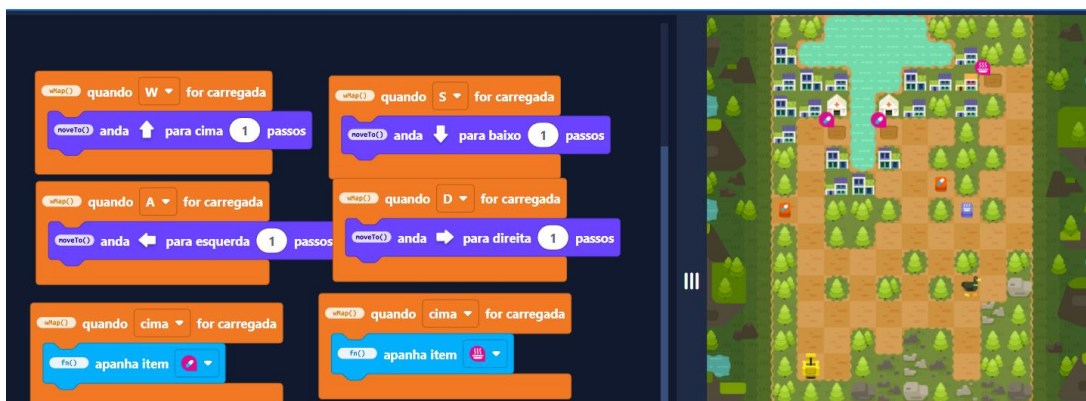 wMap() quando W for carregada
moveTo() anda para cima 1 passos
wMap() quando S for carregada
moveTo() anda para baixo 1 passos
wMap() quando A for carregada
moveTo() anda para esquerda 1 passos
wMap() quando D for carregada
moveTo() anda para direita 1 passos
wMap() quando cima for carregada
fn() apanha item
wMap() quando cima for carregada
fn() apanha item